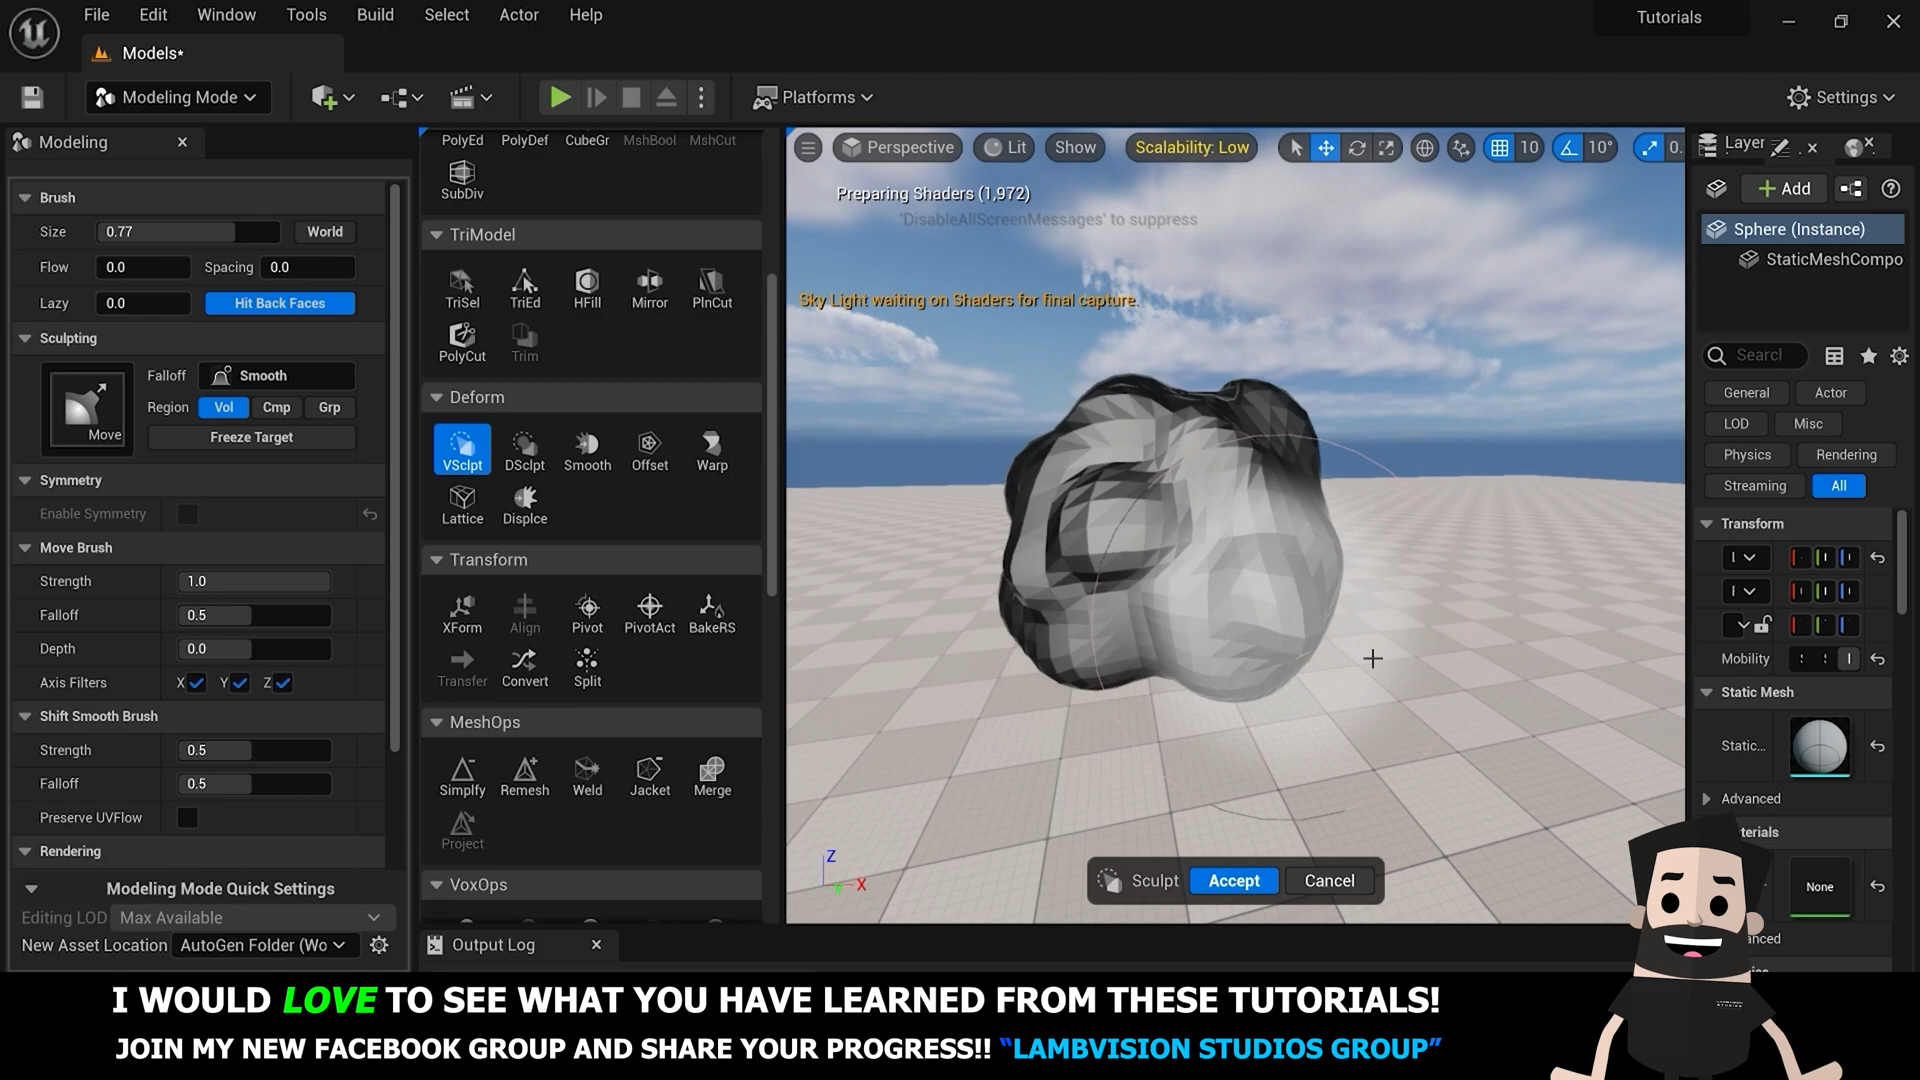 File Edit Window Tools Build Select Actor Help
Tutorials
Models*
Modeling Mode
Platforms
Settings
Modeling
Brush
Size 0.77 World
Flow 0.0 Spacing 0.0
Lazy 0.0 Hit Back Faces
Sculpting
Move
Falloff Smooth
Region Vol Cmp Grp
Freeze Target
Symmetry
Enable Symmetry
Move Brush
Strength 1.0
Falloff 0.5
Depth 0.0
Axis Filters X Y Z
Shift Smooth Brush
Strength 0.5
Falloff 0.5
Preserve UVFlow
Rendering
Modeling Mode Quick Settings
Editing LOD Max Available
New Asset Location AutoGen Folder (Wo
PolyEd PolyDef CubeGr MshBool MshCut
SubDiv
TriModel
TriSel TriEd HFill Mirror PlnCut
PolyCut Trim
Deform
VSclpt DSclpt Smooth Offset Warp
Lattice Displce
Transform
XForm Align Pivot PivotAct BakeRS
Transfer Convert Split
MeshOps
Simplfy Remesh Weld Jacket Merge
Project
VoxOps
Output Log
Perspective Lit Show Scalability: Low 10 10° 0.
Preparing Shaders (1,972)
'DisableAllScreenMessages' to suppress
Sky Light waiting on Shaders for final capture.
Z
Y X
Sculpt Accept Cancel
Layer
Add
Sphere (Instance)
StaticMeshCompo
Searcl
General Actor
LOD Misc
Physics Rendering
Streaming All
Transform
Mobility
Static Mesh
Static...
Advanced
terials
None
anced
I WOULD LOVE TO SEE WHAT YOU HAVE LEARNED FROM THESE TUTORIALS!
JOIN MY NEW FACEBOOK GROUP AND SHARE YOUR PROGRESS!! "LAMBVISION STUDIOS GROUP"